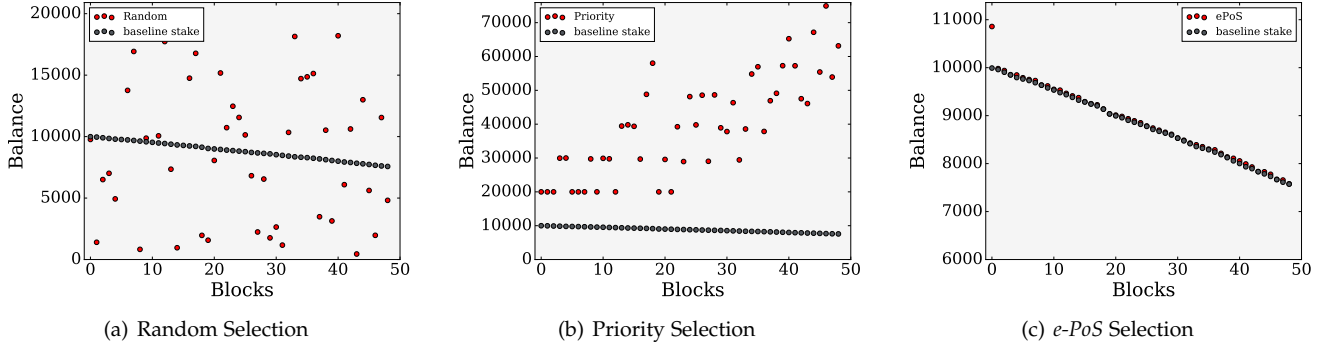 Random
baseline stake
20000
15000
10000
5000
0
Balance
0 10 20 30 40 50
Blocks
(a) Random Selection
Priority
baseline stake
70000
60000
50000
40000
30000
20000
10000
0
Balance
0 10 20 30 40 50
Blocks
(b) Priority Selection
ePoS
baseline stake
11000
10000
9000
8000
7000
6000
Balance
0 10 20 30 40 50
Blocks
(c) e-PoS Selection